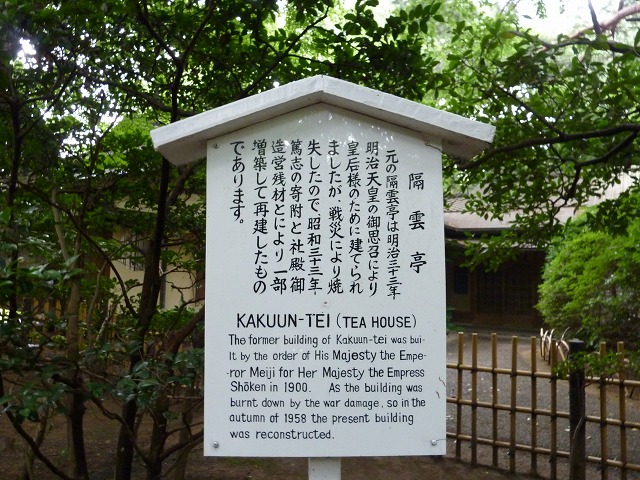 隔雲亭
元の隔雲亭は明治三十三年
明治天皇の御思召により
皇后様のために建てられ
ましたが、戦災により焼
失したので、昭和三十三年、
篤志の寄附と社殿御
造営残材とにより一部
増築して再建したもの
であります。
KAKUUN-TEI (TEA HOUSE)
The former building of Kakuun-tei was bui-
lt by the order of His Majesty the Empe-
ror Meiji for Her Majesty the Empress
Shōken in 1900. As the building was
burnt down by the war damage, so in the
autumn of 1958 the present building
was reconstructed.